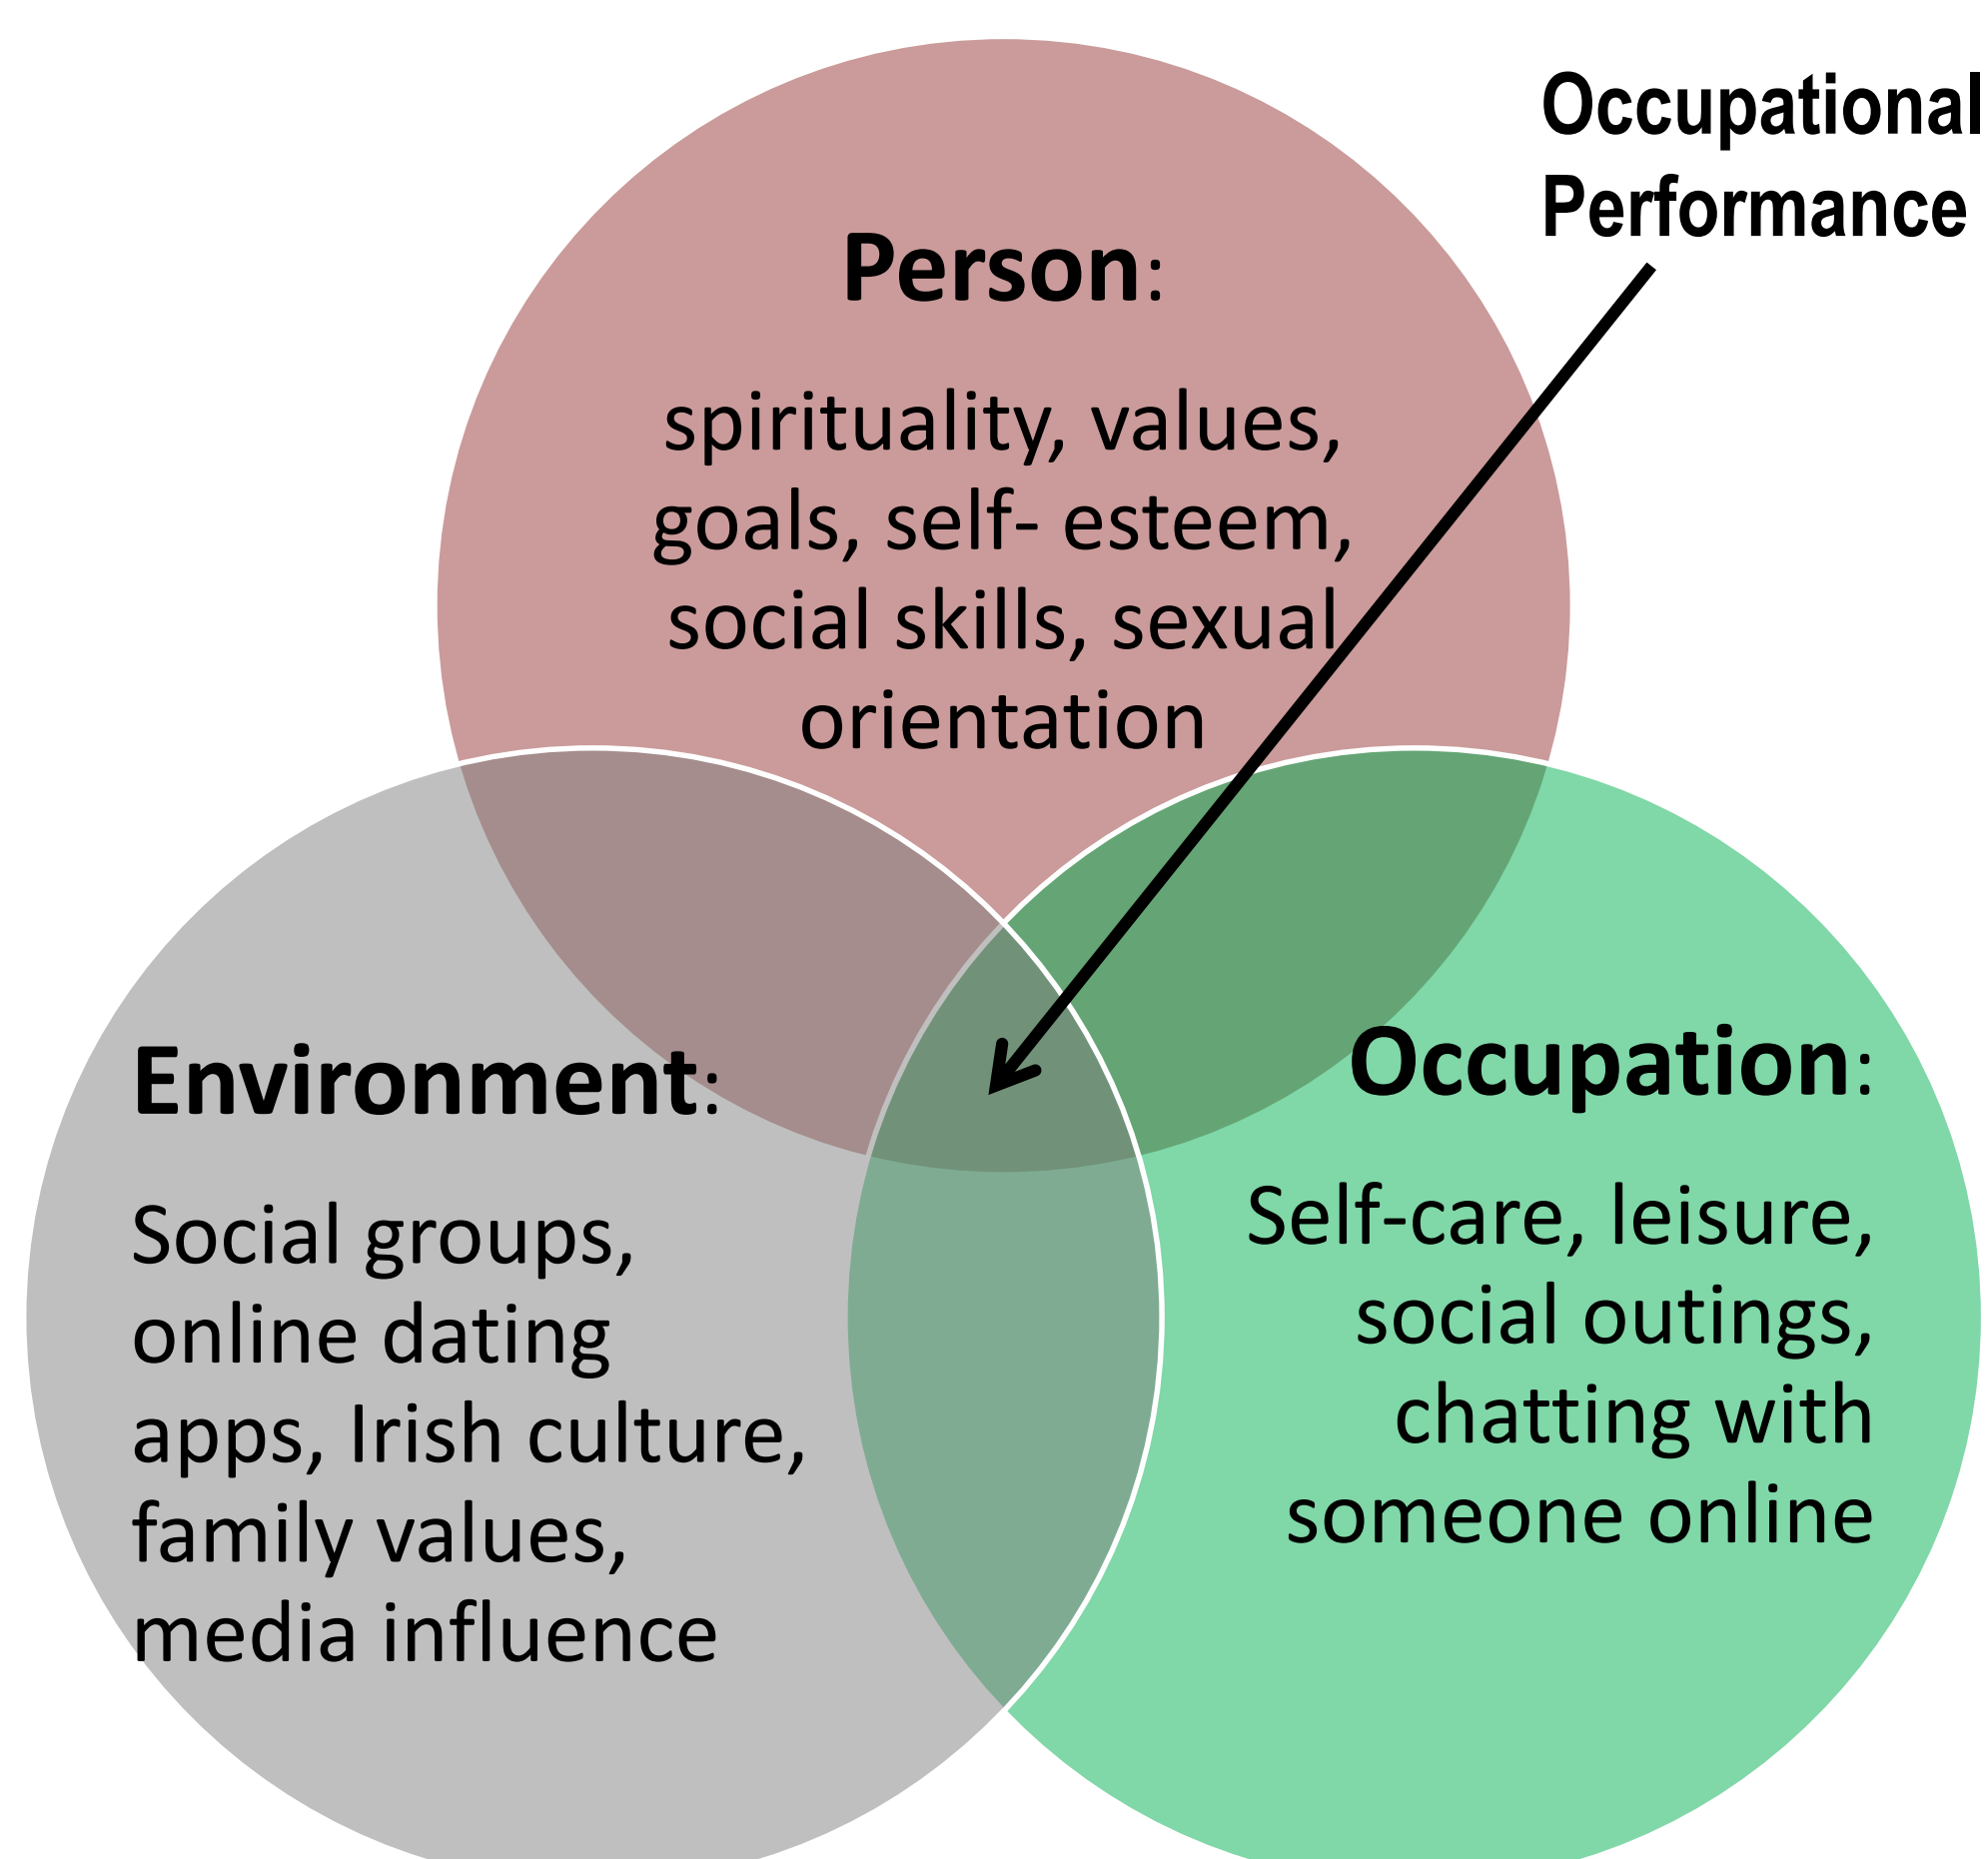 Occupational
Performance
Person:
spirituality, values,
goals, self- esteem,
social skills, sexual
orientation
Environment:
Social groups,
online dating
apps, Irish culture,
family values,
media influence
Occupation:
Self-care, leisure,
social outings,
chatting with
someone online